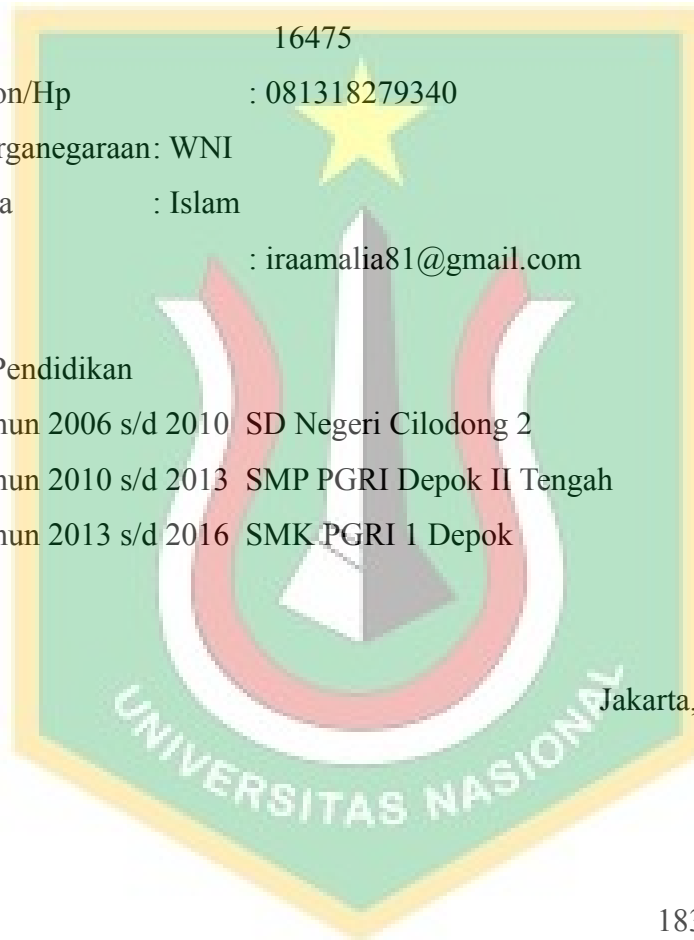 16475
on/Hp : 081318279340
rganegaraan: WNI
a : Islam
: iraamalia81@gmail.com
Pendidikan
hun 2006 s/d 2010 SD Negeri Cilodong 2
hun 2010 s/d 2013 SMP PGRI Depok II Tengah
hun 2013 s/d 2016 SMK PGRI 1 Depok
Jakarta,
UNIVERSITAS NASIONAL
183